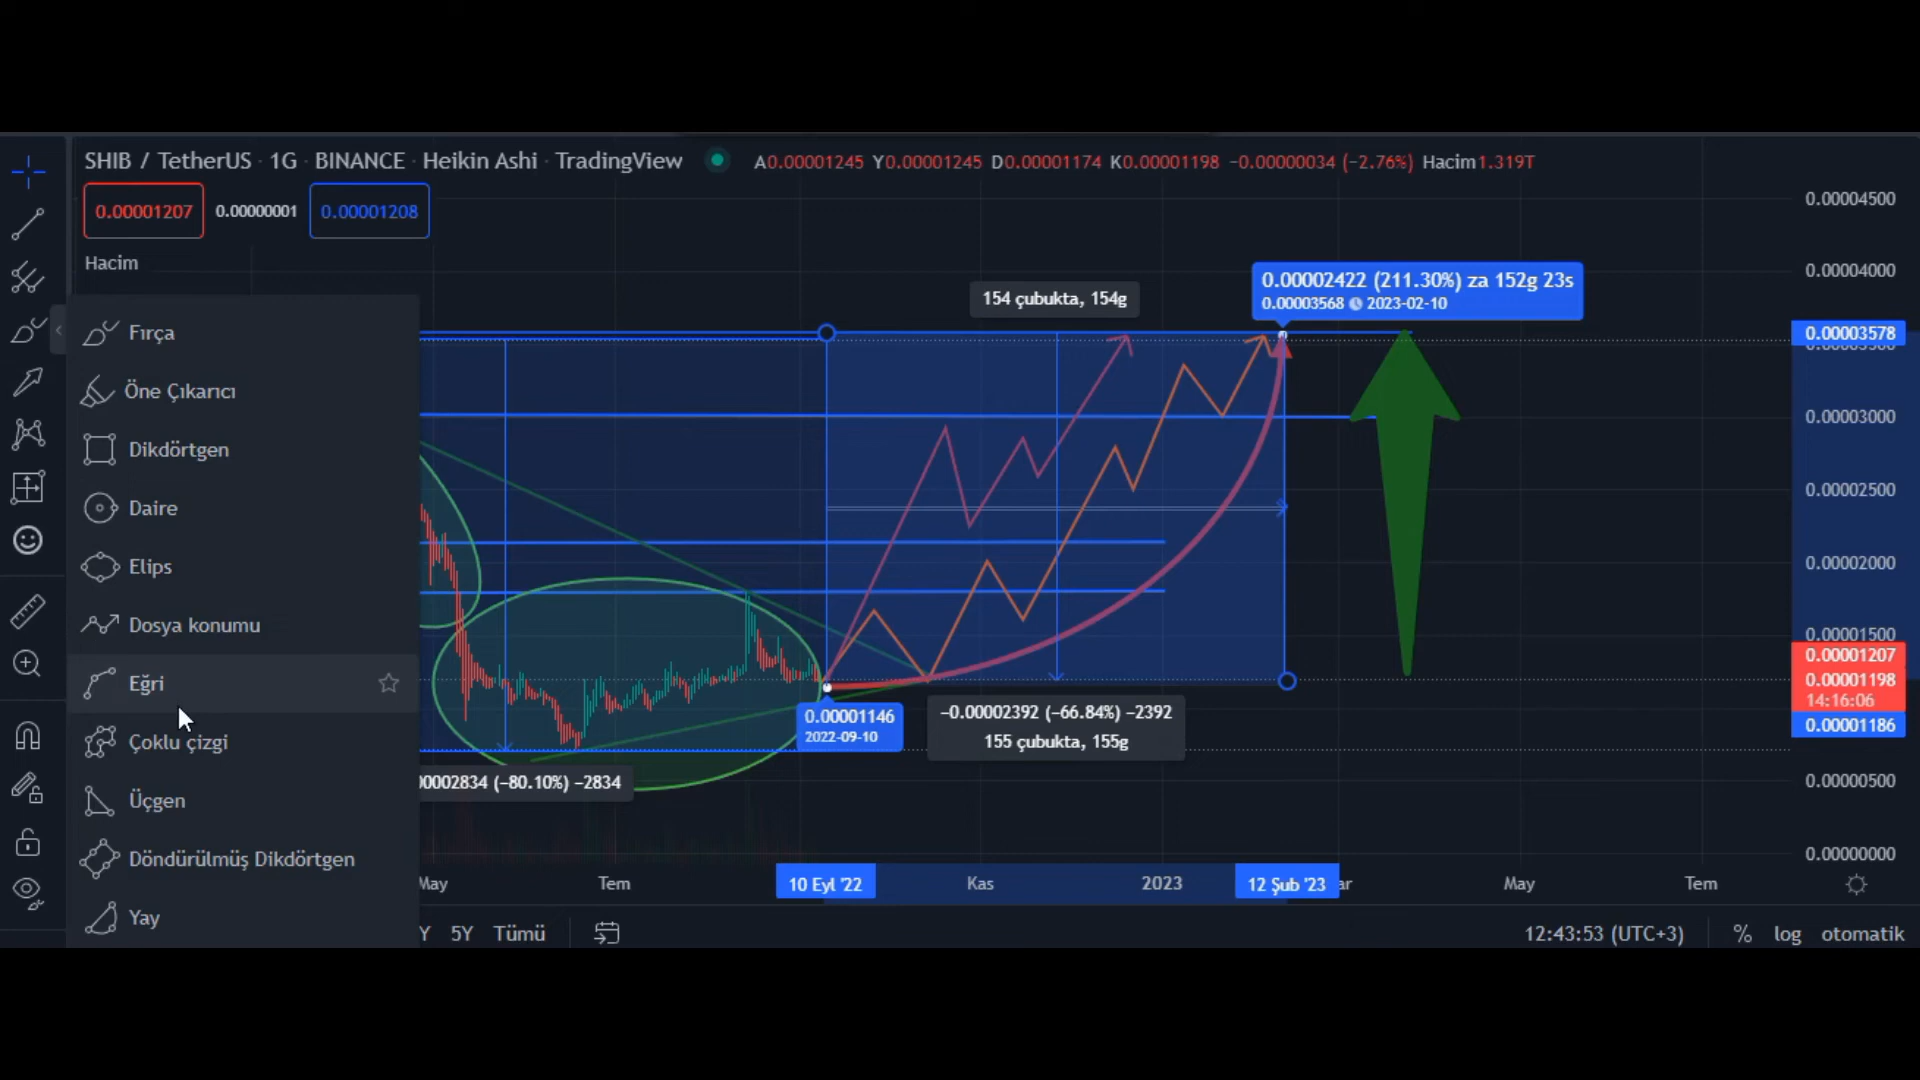 SHIB / TetherUS · 1G · BINANCE · Heikin Ashi · TradingView
A0.00001245 Y0.00001245 D0.00001174 K0.00001198 −0.00000034 (−2.76%) Hacim1.319T
0.00001207 0.00000001 0.00001208
Hacim
Fırça
Öne Çıkarıcı
Dikdörtgen
Daire
Elips
Dosya konumu
Eğri
Çoklu çizgi
Üçgen
Döndürülmüş Dikdörtgen
Yay
154 çubukta, 154g
0.00002422 (211.30%) za 152g 23s
0.00003568 2023-02-10
0.00001146
2022-09-10
−0.00002392 (−66.84%) −2392
155 çubukta, 155g
00002834 (−80.10%) −2834
0.00004500
0.00004000
0.00003578
0.00003000
0.00002500
0.00002000
0.00001500
0.00001207
0.00001198
14:16:06
0.00001186
0.00000500
0.00000000
May Tem 10 Eyl '22 Kas 2023 12 Şub '23 ar May Tem
Y 5Y Tümü
12:43:53 (UTC+3) % log otomatik